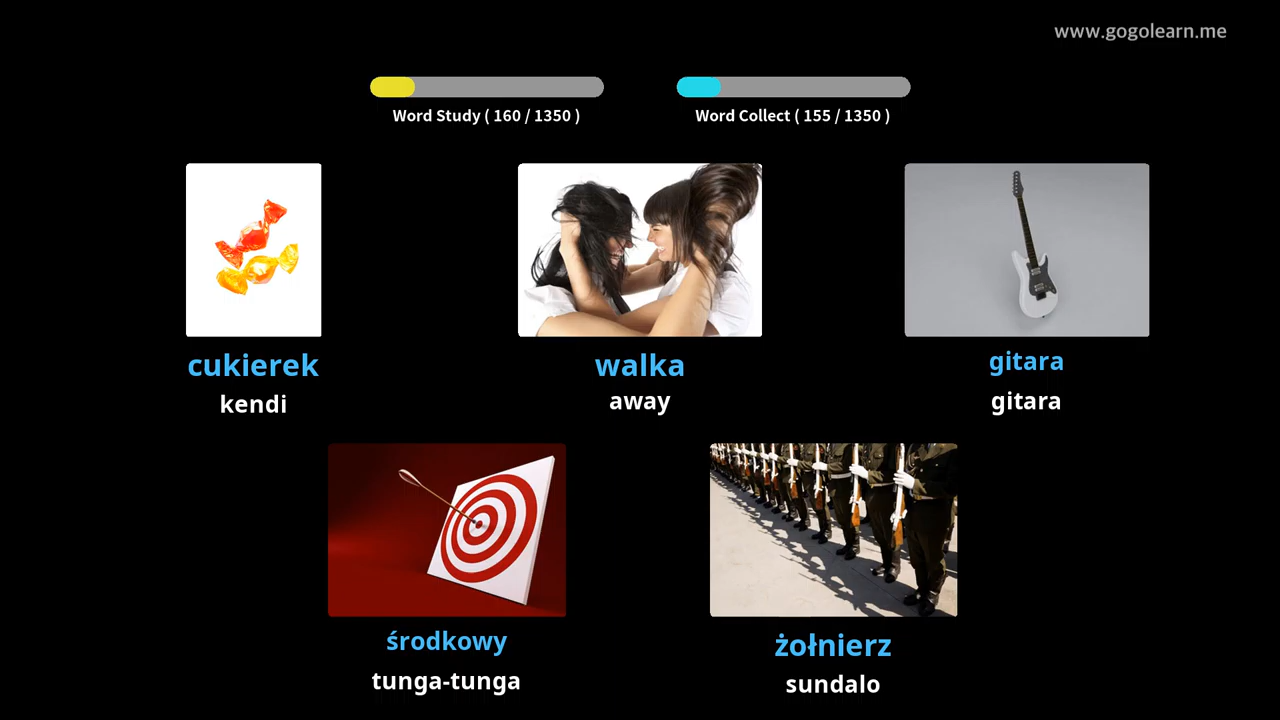 www.gogolearn.me
Word Study ( 160 / 1350 )
Word Collect ( 155 / 1350 )
cukierek
kendi
walka
away
gitara
gitara
środkowy
tunga-tunga
żołnierz
sundalo